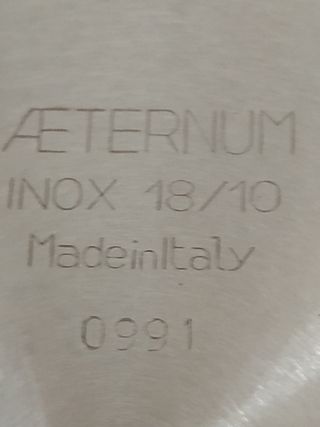 ÆTERNUM
INOX 18/10
MadeinItaly
0991